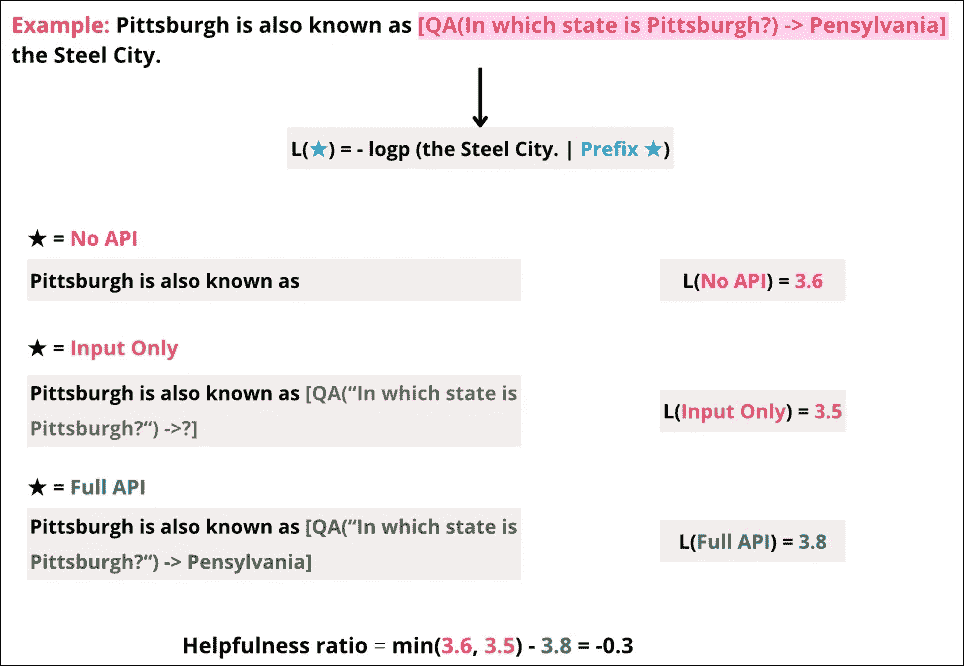 Example: Pittsburgh is also known as [QA(In which state is Pittsburgh?) -> Pensylvania]
the Steel City.
L(★) = - logp (the Steel City. | Prefix ★)
★ = No API
Pittsburgh is also known as
L(No API) = 3.6
★ = Input Only
Pittsburgh is also known as [QA(“In which state is
Pittsburgh?“) ->?]
L(Input Only) = 3.5
★ = Full API
Pittsburgh is also known as [QA(“In which state is
Pittsburgh?“) -> Pensylvania]
L(Full API) = 3.8
Helpfulness ratio = min(3.6, 3.5) - 3.8 = -0.3